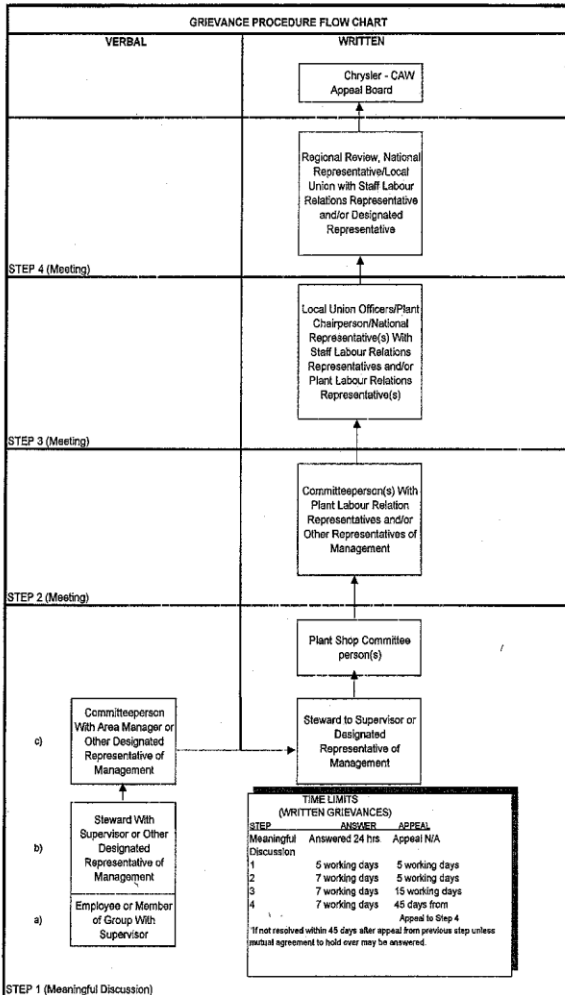 GRIEVANCE PROCEDURE FLOW CHART
VERBAL
WRITTEN
Chrysler - CAW
Appeal Board
Regional Review, National
Representative/Local
Union with Staff Labour
Relations Representative
and/or Designated
Representative
STEP 4 (Meeting)
Local Union Officers/Plant
Chairperson/National
Representative(s) With
Staff Labour Relations
Representatives and/or
Plant Labour Relations
Representative(s)
STEP 3 (Meeting)
Committeeperson(s) With
Plant Labour Relation
Representatives and/or
Other Representatives of
Management
STEP 2 (Meeting)
Plant Shop Committee
person(s)
Steward to Supervisor or
Designated
Representative of
Management
c)
Committeeperson
With Area Manager or
Other Designated
Representative of
Management
b)
Steward With
Supervisor or Other
Designated
Representative of
Management
a)
Employee or Member
of Group With
Supervisor
TIME LIMITS
(WRITTEN GRIEVANCES)
STEP ANSWER APPEAL
Meaningful Answered 24 hrs. Appeal N/A
Discussion
1 5 working days 5 working days
2 7 working days 5 working days
3 7 working days 15 working days
4 7 working days 45 days from
Appeal to Step 4
*If not resolved within 45 days after appeal from previous step unless
mutual agreement to hold over may be answered.
STEP 1 (Meaningful Discussion)